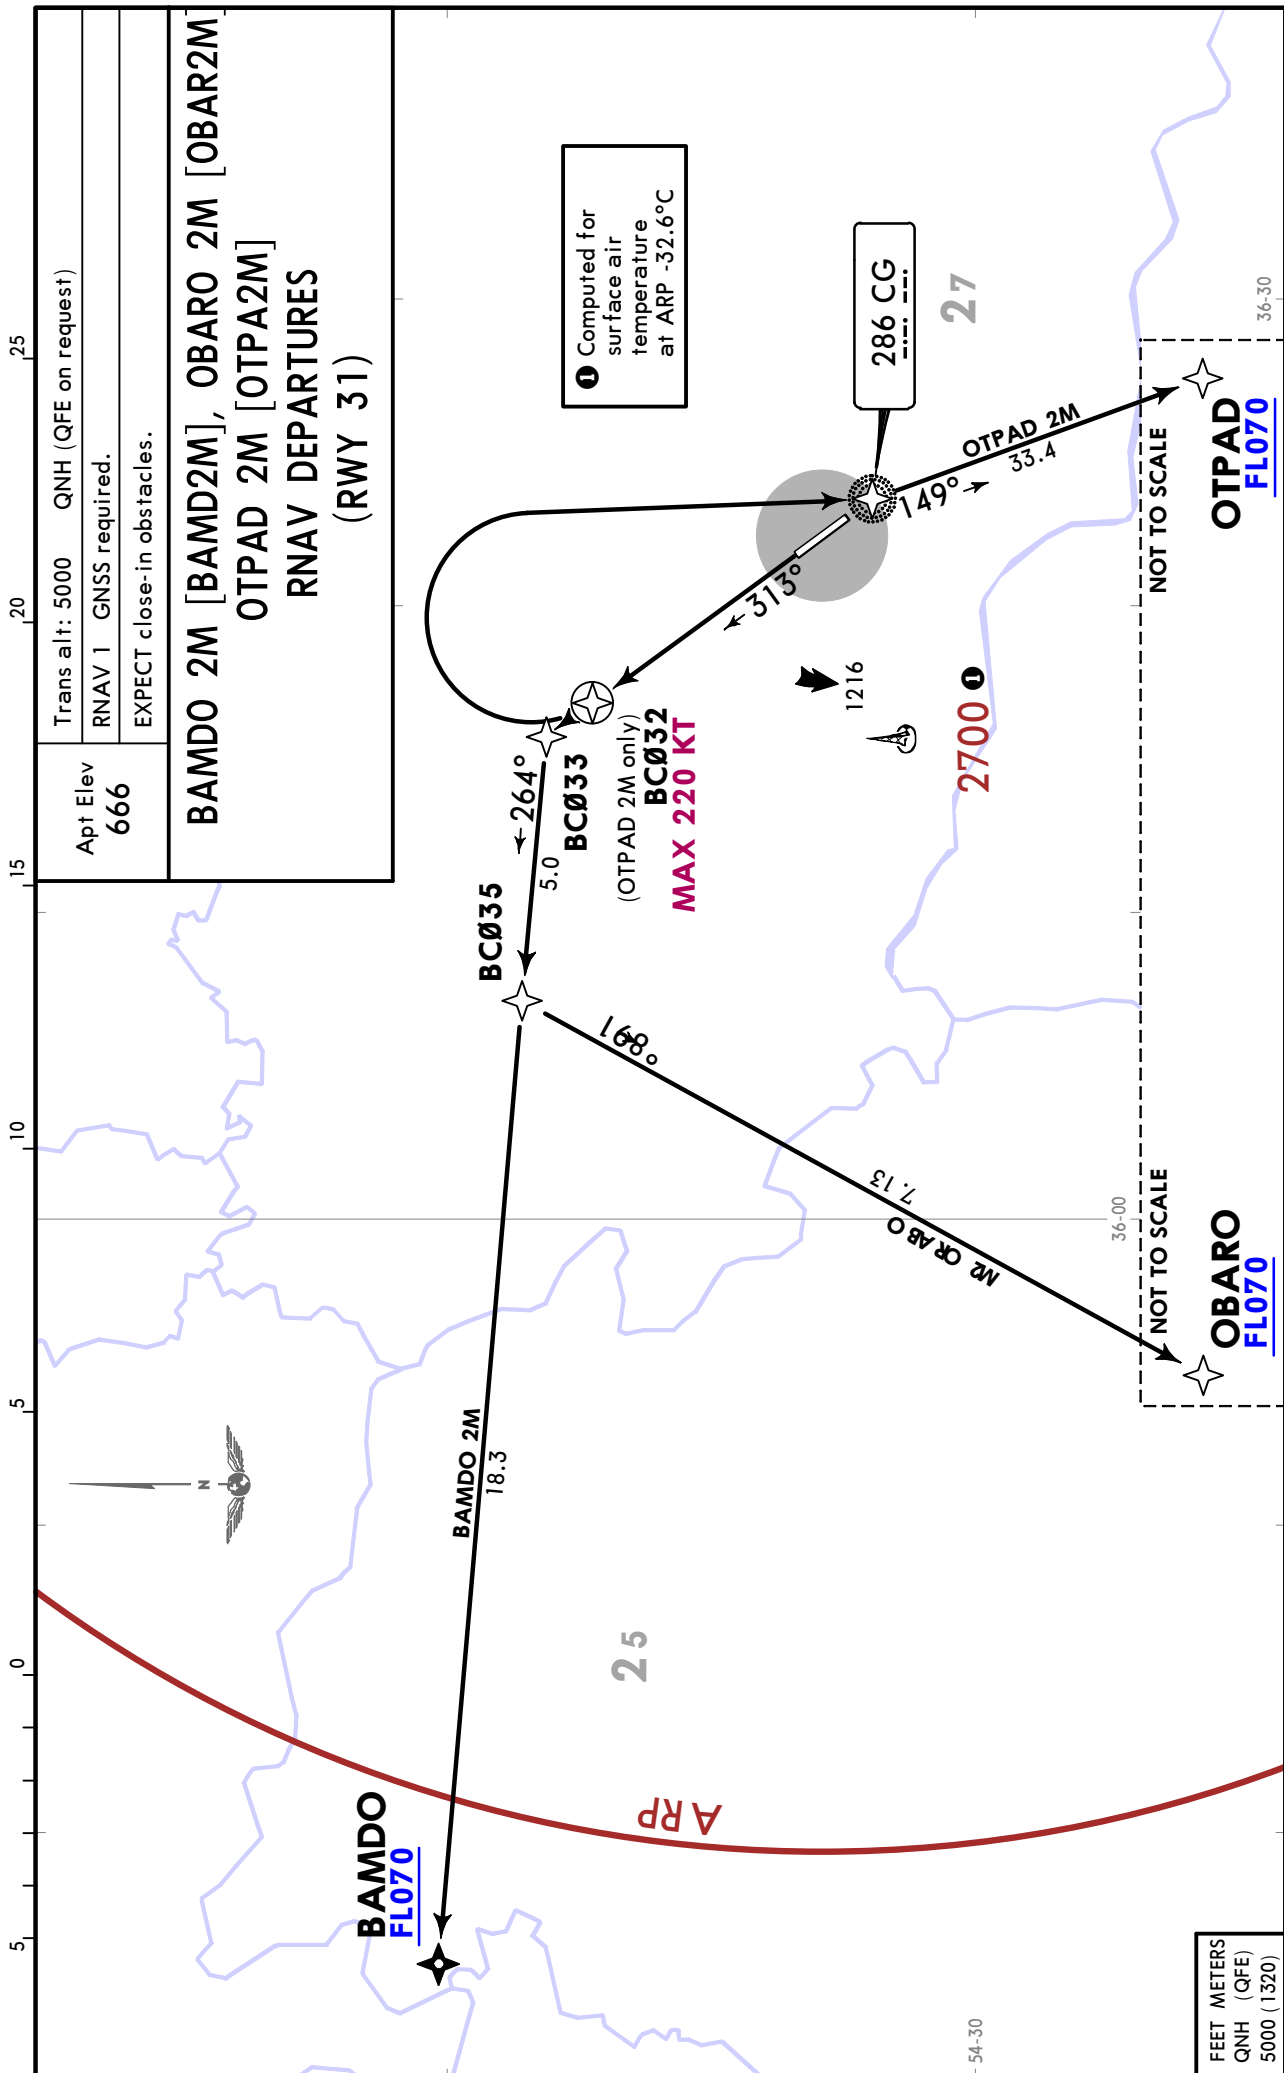 Apt Elev
666
Trans alt: 5000 QNH (QFE on request)
RNAV 1 GNSS required.
EXPECT close-in obstacles.
BAMDO 2M [BAMD2M], OBARO 2M [OBAR2M]
OTPAD 2M [OTPA2M]
RNAV DEPARTURES
(RWY 31)
5
0
5
10
15
20
25
N
BAMDO
FL070
BAMDO 2M
18.3
BCØ35
264°
5.0
BCØ33
(OTPAD 2M only)
BCØ32
MAX 220 KT
❶ Computed for
surface air
temperature
at ARP -32.6°C
313°
1216
2700 ❶
286 CG
27
149°
OTPAD 2M
33.4
168°
7.13
OBARO 2M
25
ARP
36-00
36-30
54-30
NOT TO SCALE
NOT TO SCALE
OBARO
FL070
OTPAD
FL070
FEET METERS
QNH (QFE)
5000 (1320)